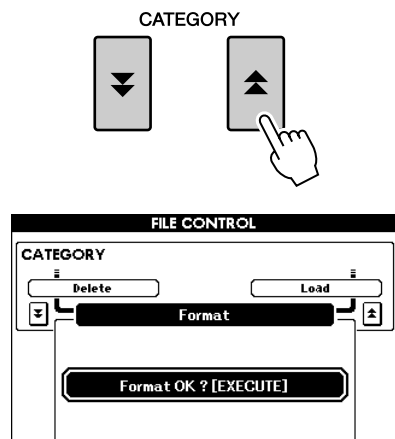 CATEGORY
FILE CONTROL
CATEGORY
Delete Load
Format
Format OK ? [EXECUTE]